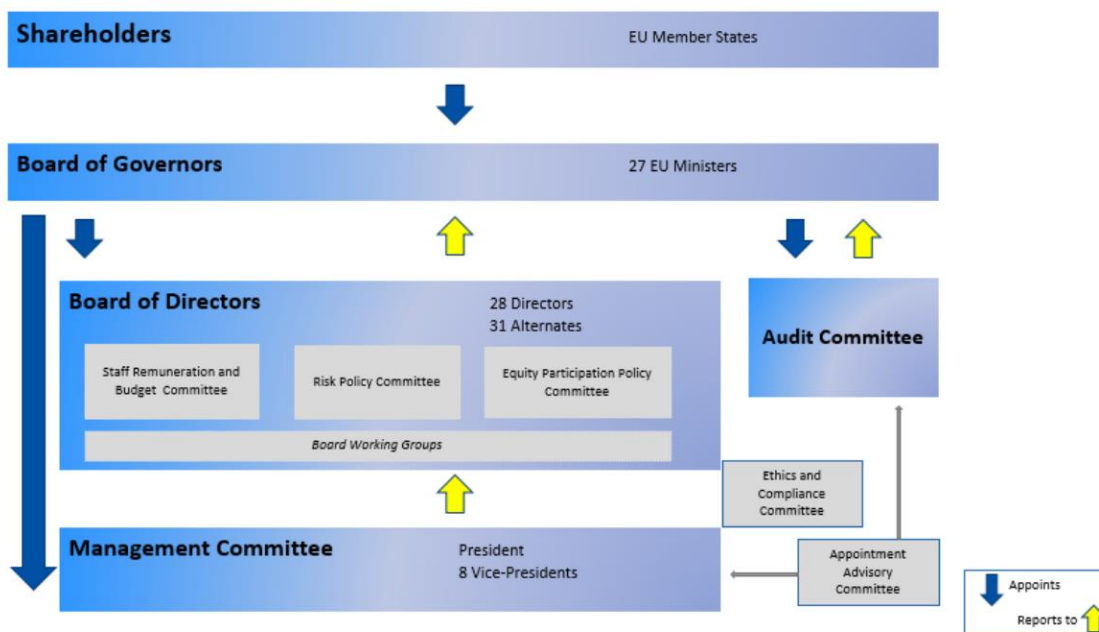 Shareholders
EU Member States
Board of Governors
27 EU Ministers
Board of Directors
28 Directors
31 Alternates
Staff Remuneration and
Budget Committee
Risk Policy Committee
Equity Participation Policy
Committee
Board Working Groups
Audit Committee
Ethics and
Compliance
Committee
Management Committee
President
8 Vice-Presidents
Appointment
Advisory
Committee
Appoints
Reports to